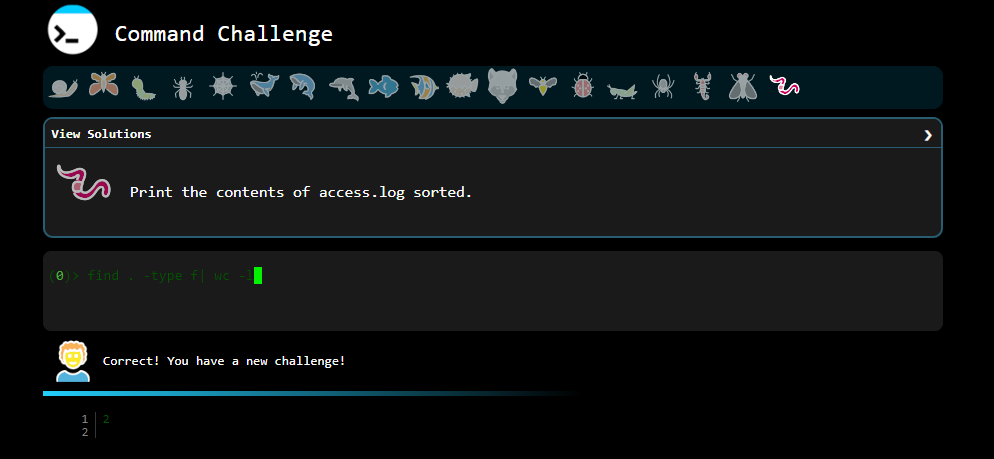 Command Challenge
View Solutions
Print the contents of access.log sorted.
(0)> find . -type f| wc -l
Correct! You have a new challenge!
1 2
2